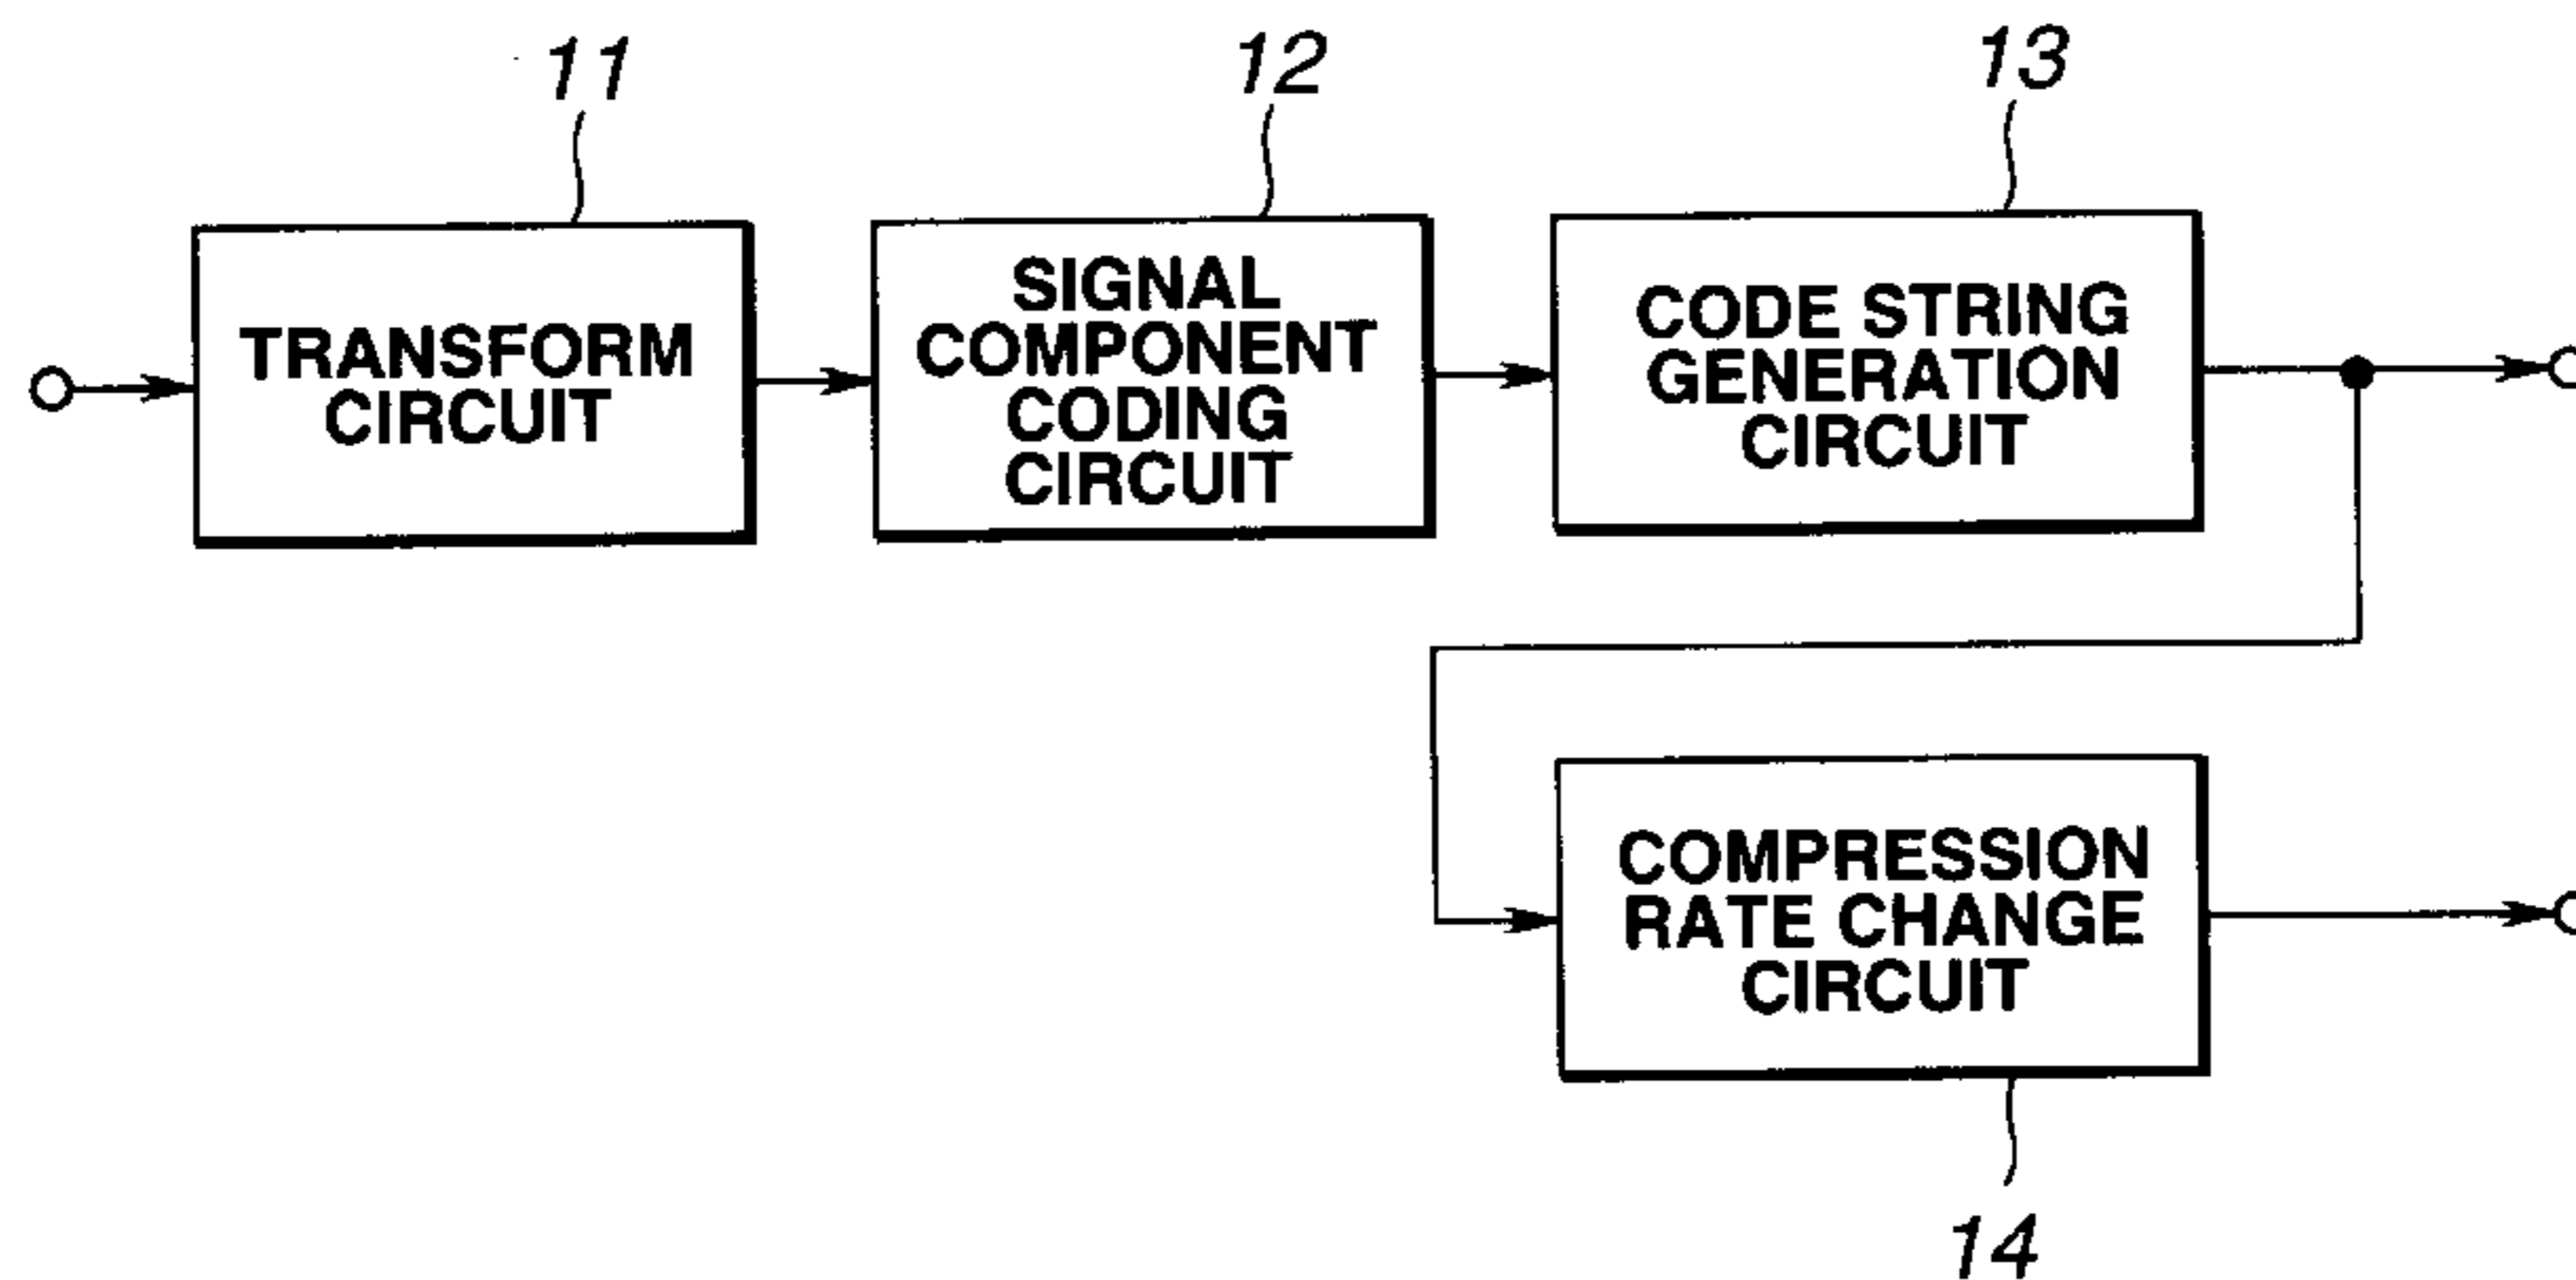 11
12
13
TRANSFORM
CIRCUIT
SIGNAL
COMPONENT
CODING
CIRCUIT
CODE STRING
GENERATION
CIRCUIT
COMPRESSION
RATE CHANGE
CIRCUIT
14